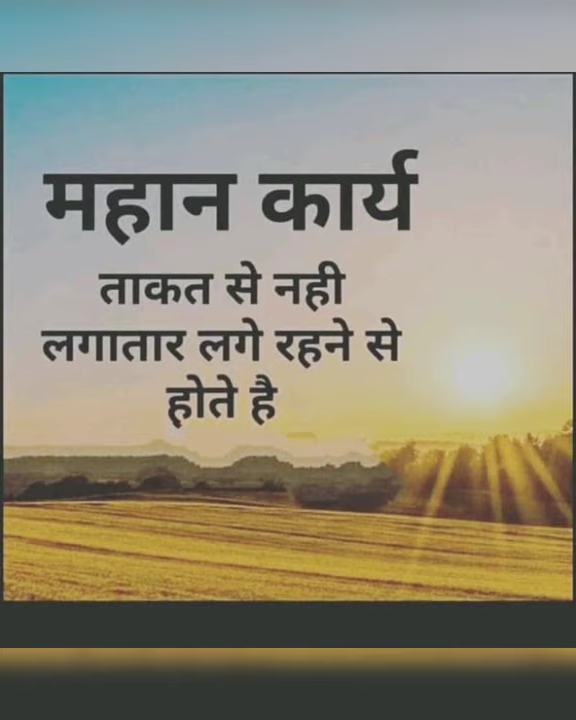 महान कार्य
ताकत से नही
लगातार लगे रहने से
होते है